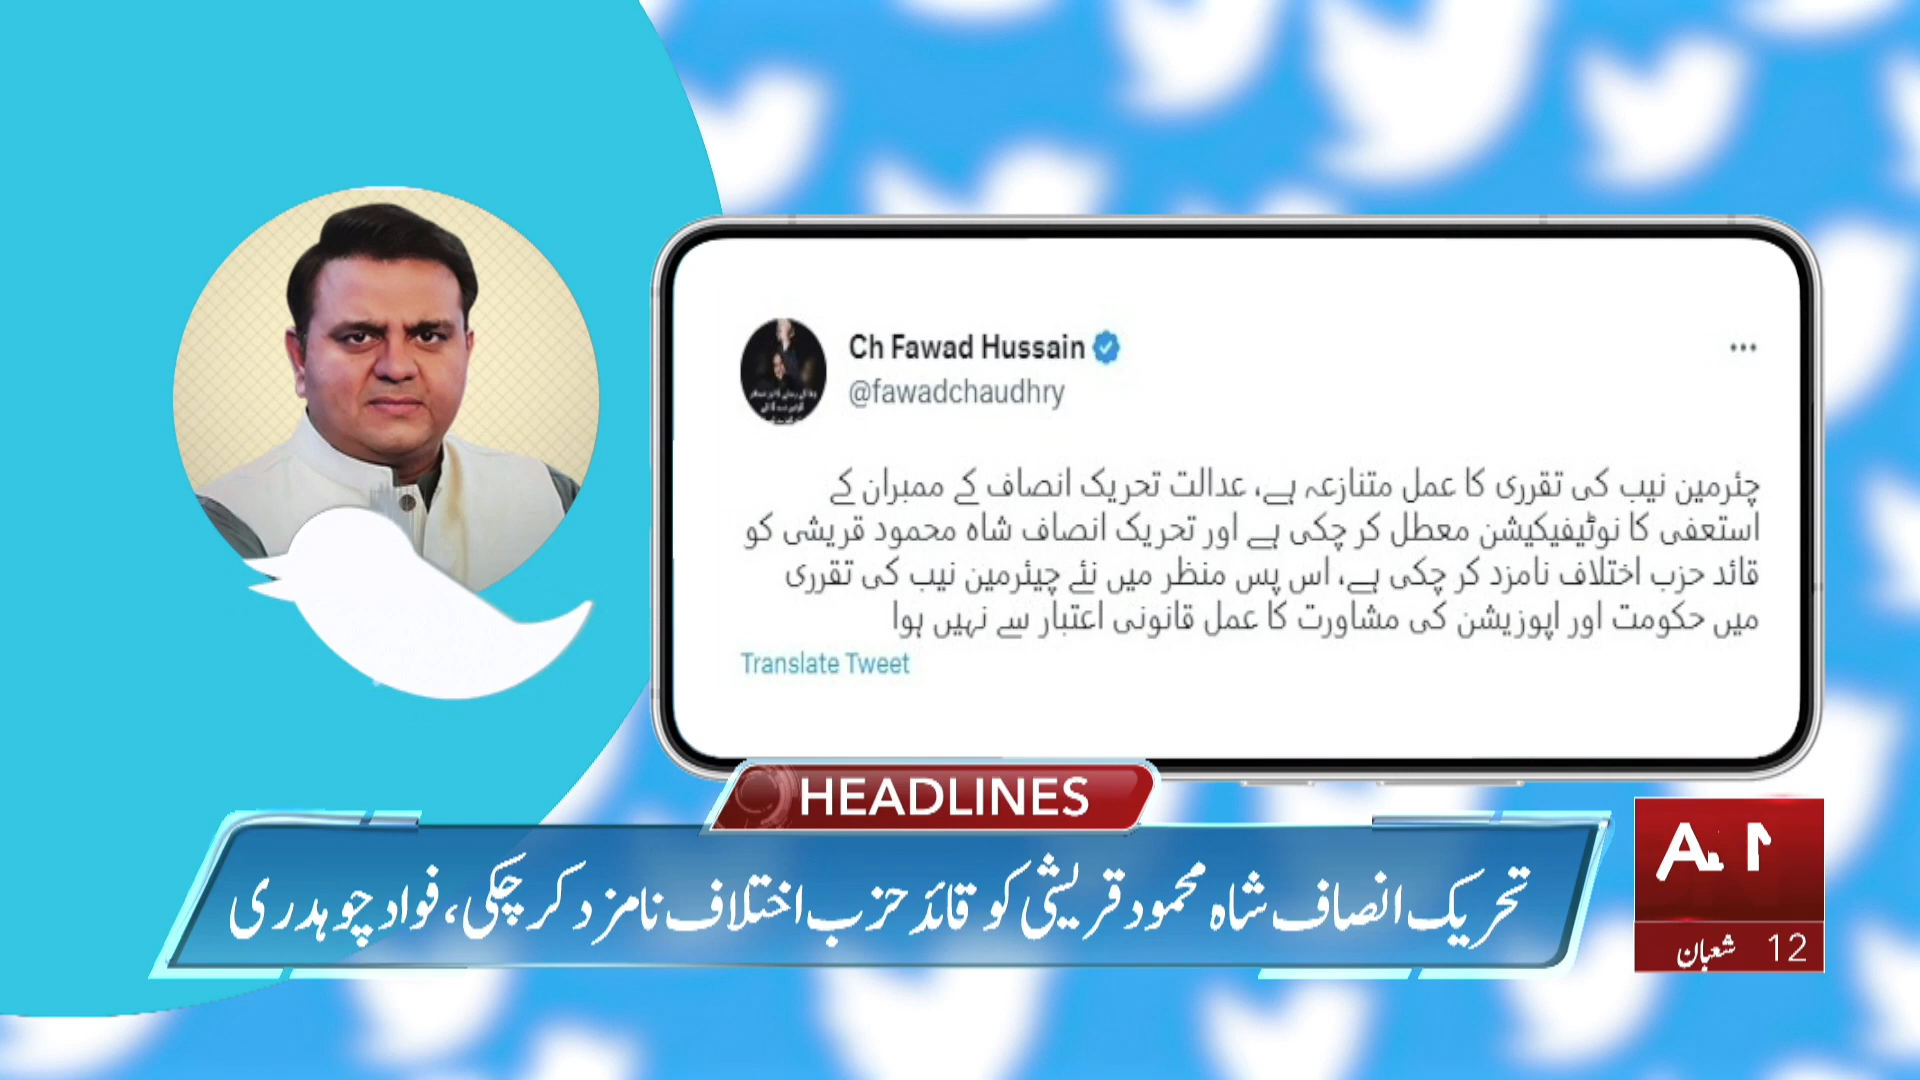 Ch Fawad Hussain
@fawadchaudhry
چئرمین نیب کی تقرری کا عمل متنازعہ ہے، عدالت تحریک انصاف کے ممبران کے
استعفی کا نوٹیفیکیشن معطل کر چکی ہے اور تحریک انصاف شاہ محمود قریشی کو
قائد حزب اختلاف نامزد کر چکی ہے، اس پس منظر میں نئے چیئرمین نیب کی تقرری
میں حکومت اور اپوزیشن کی مشاورت کا عمل قانونی اعتبار سے نہیں ہوا
Translate Tweet
HEADLINES
تحریک انصاف شاہ محمود قریشی کو قائد حزب اختلاف نامزد کر چکی، فواد چوہدری
12 شعبان